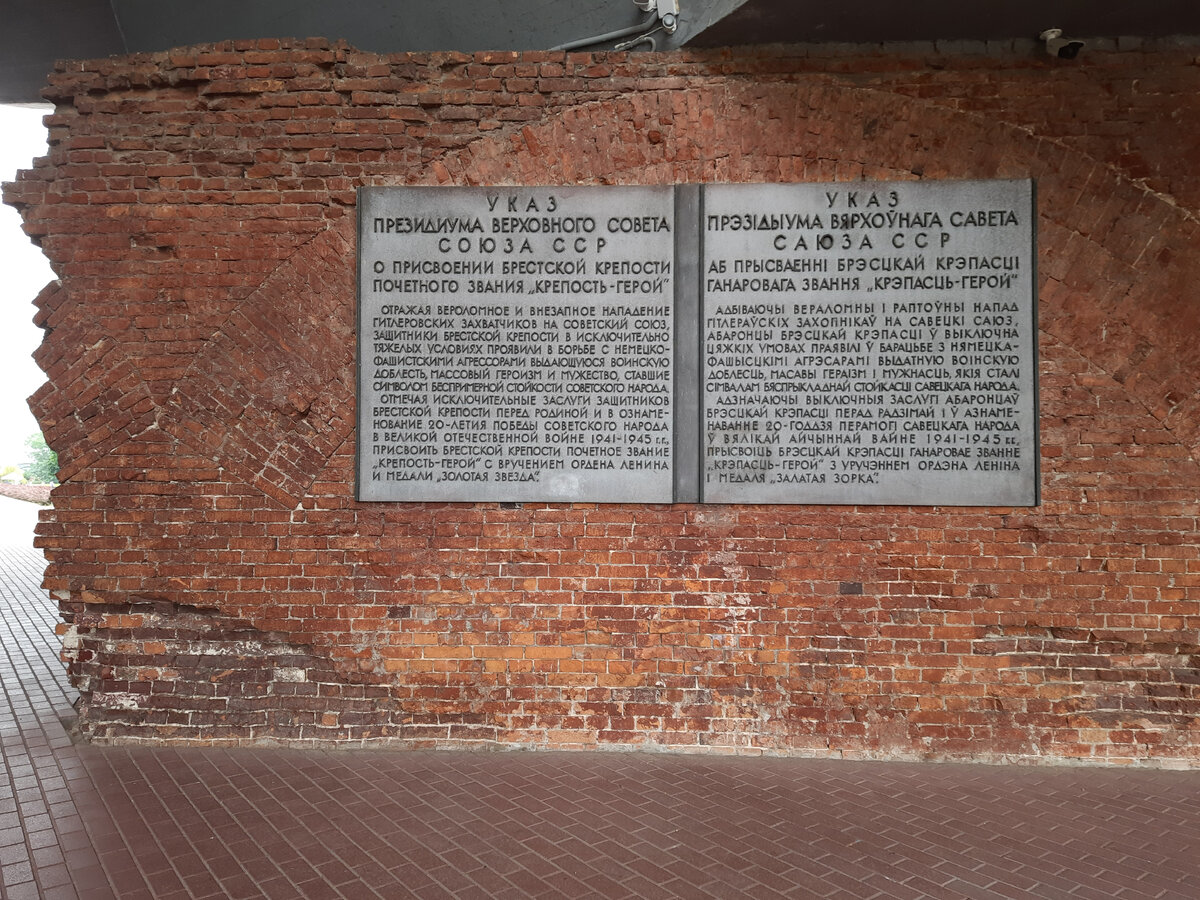 УКАЗ
ПРЕЗИДИУМА ВЕРХОВНОГО СОВЕТА
СОЮЗА ССР
О ПРИСВОЕНИИ БРЕСТСКОЙ КРЕПОСТИ
ПОЧЕТНОГО ЗВАНИЯ „КРЕПОСТЬ-ГЕРОЙ"
ОТРАЖАЯ ВЕРОЛОМНОЕ И ВНЕЗАПНОЕ НАПАДЕНИЕ
ГИТЛЕРОВСКИХ ЗАХВАТЧИКОВ НА СОВЕТСКИЙ СОЮЗ,
ЗАЩИТНИКИ БРЕСТСКОЙ КРЕПОСТИ В ИСКЛЮЧИТЕЛЬНО
ТЯЖЕЛЫХ УСЛОВИЯХ ПРОЯВИЛИ В БОРЬБЕ С НЕМЕЦКО-
ФАШИСТСКИМИ АГРЕССОРАМИ ВЫДАЮЩУЮСЯ ВОИНСКУЮ
ДОБЛЕСТЬ, МАССОВЫЙ ГЕРОИЗМ И МУЖЕСТВО, СТАВШИЕ
СИМВОЛОМ БЕСПРИМЕРНОЙ СТОЙКОСТИ СОВЕТСКОГО НАРОДА.
ОТМЕЧАЯ ИСКЛЮЧИТЕЛЬНЫЕ ЗАСЛУГИ ЗАЩИТНИКОВ
БРЕСТСКОЙ КРЕПОСТИ ПЕРЕД РОДИНОЙ И В ОЗНАМЕ-
НОВАНИЕ 20-ЛЕТИЯ ПОБЕДЫ СОВЕТСКОГО НАРОДА
В ВЕЛИКОЙ ОТЕЧЕСТВЕННОЙ ВОЙНЕ 1941-1945 г.г.,
ПРИСВОИТЬ БРЕСТСКОЙ КРЕПОСТИ ПОЧЕТНОЕ ЗВАНИЕ
„КРЕПОСТЬ-ГЕРОЙ" С ВРУЧЕНИЕМ ОРДЕНА ЛЕНИНА
И МЕДАЛИ „ЗОЛОТАЯ ЗВЕЗДА".
УКАЗ
ПРЭЗІДЫУМА ВЯРХОЎНАГА САВЕТА
САЮЗА ССР
АБ ПРЫСВАЕННІ БРЭСЦКАЙ КРЭПАСЦІ
ГАНАРОВАГА ЗВАННЯ „КРЭПАСЦЬ-ГЕРОЙ"
АДБІВАЮЧЫ ВЕРАЛОМНЫ І РАПТОЎНЫ НАПАД
ГІТЛЕРАЎСКІХ ЗАХОПНІКАЎ НА САВЕЦКІ САЮЗ,
АБАРОНЦЫ БРЭСЦКАЙ КРЭПАСЦІ Ў ВЫКЛЮЧНА
ЦЯЖКІХ УМОВАХ ПРАЯВІЛІ Ў БАРАЦЬБЕ З НЯМЕЦКА-
ФАШЫСЦКІМІ АГРЭСАРАМІ ВЫДАТНУЮ ВОІНСКУЮ
ДОБЛЕСЦЬ, МАСАВЫ ГЕРАІЗМ І МУЖНАСЦЬ, ЯКІЯ СТАЛІ
СІМВАЛАМ БЯСПРЫКЛАДНАЙ СТОЙКАСЦІ САВЕЦКАГА НАРОДА.
АДЗНАЧАЮЧЫ ВЫКЛЮЧНЫЯ ЗАСЛУГІ АБАРОНЦАЎ
БРЭСЦКАЙ КРЭПАСЦІ ПЕРАД РАДЗІМАЙ І Ў АЗНАМЕ-
НАВАННЕ 20-ГОДДЗЯ ПЕРАМОГІ САВЕЦКАГА НАРОДА
Ў ВЯЛІКАЙ АЙЧЫННАЙ ВАЙНЕ 1941-1945 гг.,
ПРЫСВОІЦЬ БРЭСЦКАЙ КРЭПАСЦІ ГАНАРОВАЕ ЗВАННЕ
„КРЭПАСЦЬ-ГЕРОЙ" З УРУЧЭННЕМ ОРДЭНА ЛЕНІНА
І МЕДАЛЯ „ЗАЛАТАЯ ЗОРКА".